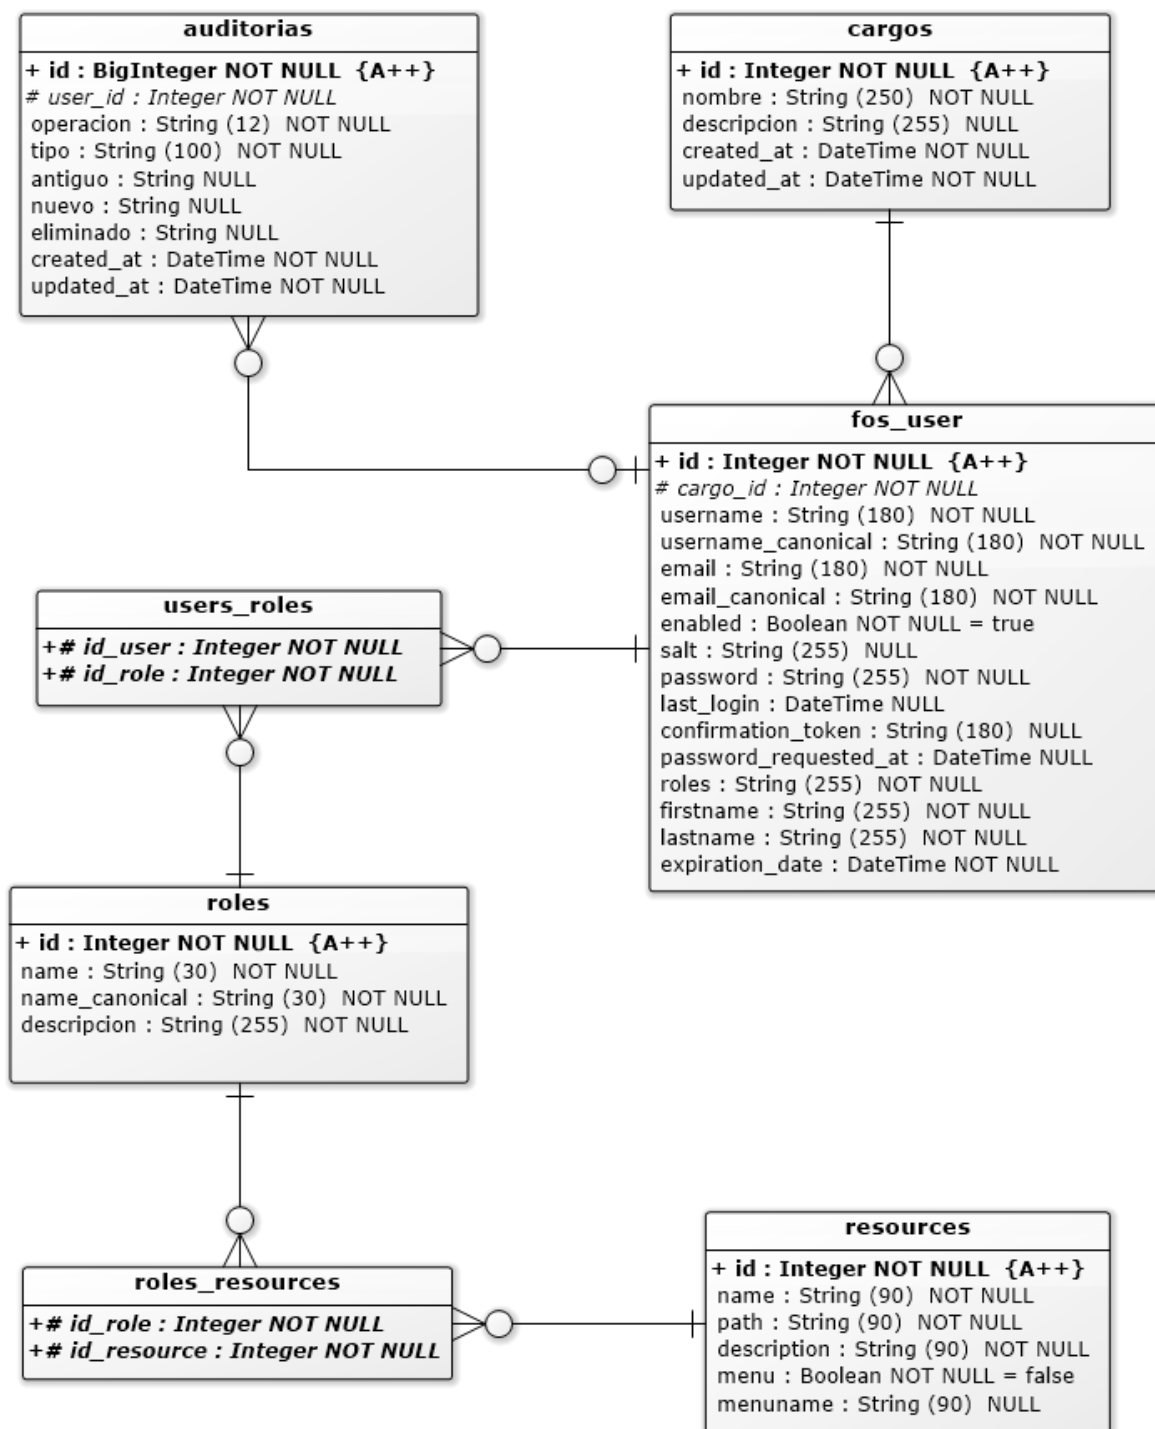 auditorias
+ id : BigInteger NOT NULL {A++}
# user_id : Integer NOT NULL
operacion : String (12) NOT NULL
tipo : String (100) NOT NULL
antiguo : String NULL
nuevo : String NULL
eliminado : String NULL
created_at : DateTime NOT NULL
updated_at : DateTime NOT NULL
cargos
+ id : Integer NOT NULL {A++}
nombre : String (250) NOT NULL
descripcion : String (255) NULL
created_at : DateTime NOT NULL
updated_at : DateTime NOT NULL
fos_user
+ id : Integer NOT NULL {A++}
# cargo_id : Integer NOT NULL
username : String (180) NOT NULL
username_canonical : String (180) NOT NULL
email : String (180) NOT NULL
email_canonical : String (180) NOT NULL
enabled : Boolean NOT NULL = true
salt : String (255) NULL
password : String (255) NOT NULL
last_login : DateTime NULL
confirmation_token : String (180) NULL
password_requested_at : DateTime NULL
roles : String (255) NOT NULL
firstname : String (255) NOT NULL
lastname : String (255) NOT NULL
expiration_date : DateTime NOT NULL
users_roles
+# id_user : Integer NOT NULL
+# id_role : Integer NOT NULL
roles
+ id : Integer NOT NULL {A++}
name : String (30) NOT NULL
name_canonical : String (30) NOT NULL
descripcion : String (255) NOT NULL
roles_resources
+# id_role : Integer NOT NULL
+# id_resource : Integer NOT NULL
resources
+ id : Integer NOT NULL {A++}
name : String (90) NOT NULL
path : String (90) NOT NULL
description : String (90) NOT NULL
menu : Boolean NOT NULL = false
menuname : String (90) NULL